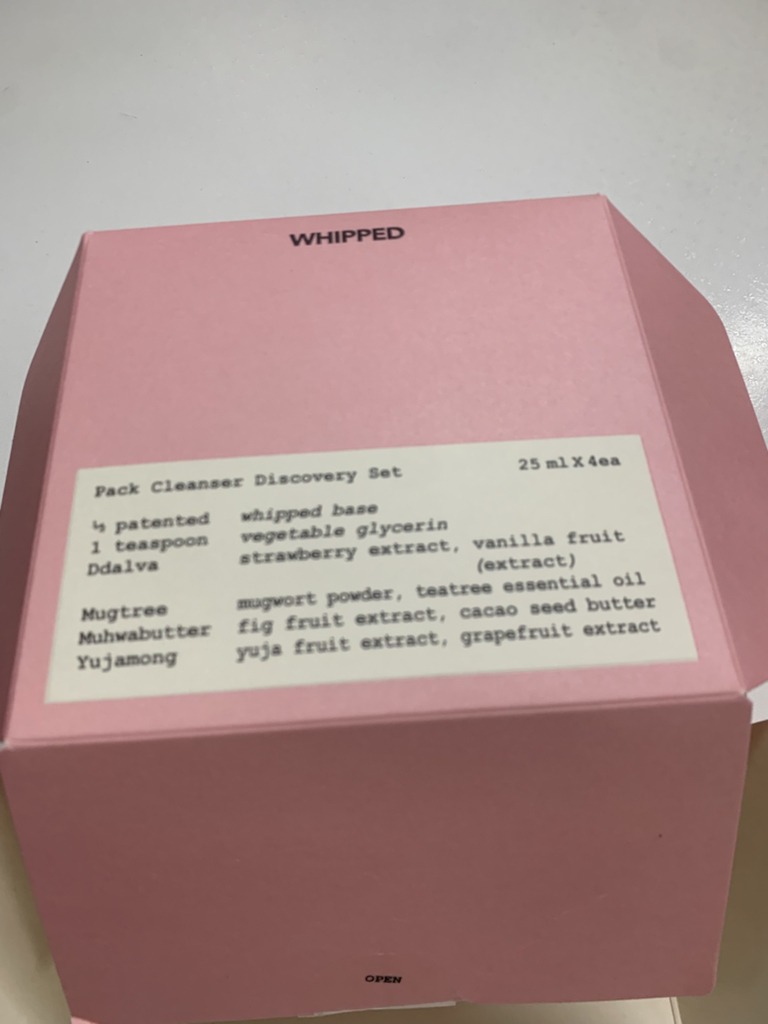 WHIPPED
Pack Cleanser Discovery Set 25 ml X 4ea
½ patented whipped base
1 teaspoon vegetable glycerin
Ddalva strawberry extract, vanilla fruit
(extract)
Mugtree mugwort powder, teatree essential oil
Muhwabutter fig fruit extract, cacao seed butter
Yujamong yuja fruit extract, grapefruit extract
OPEN